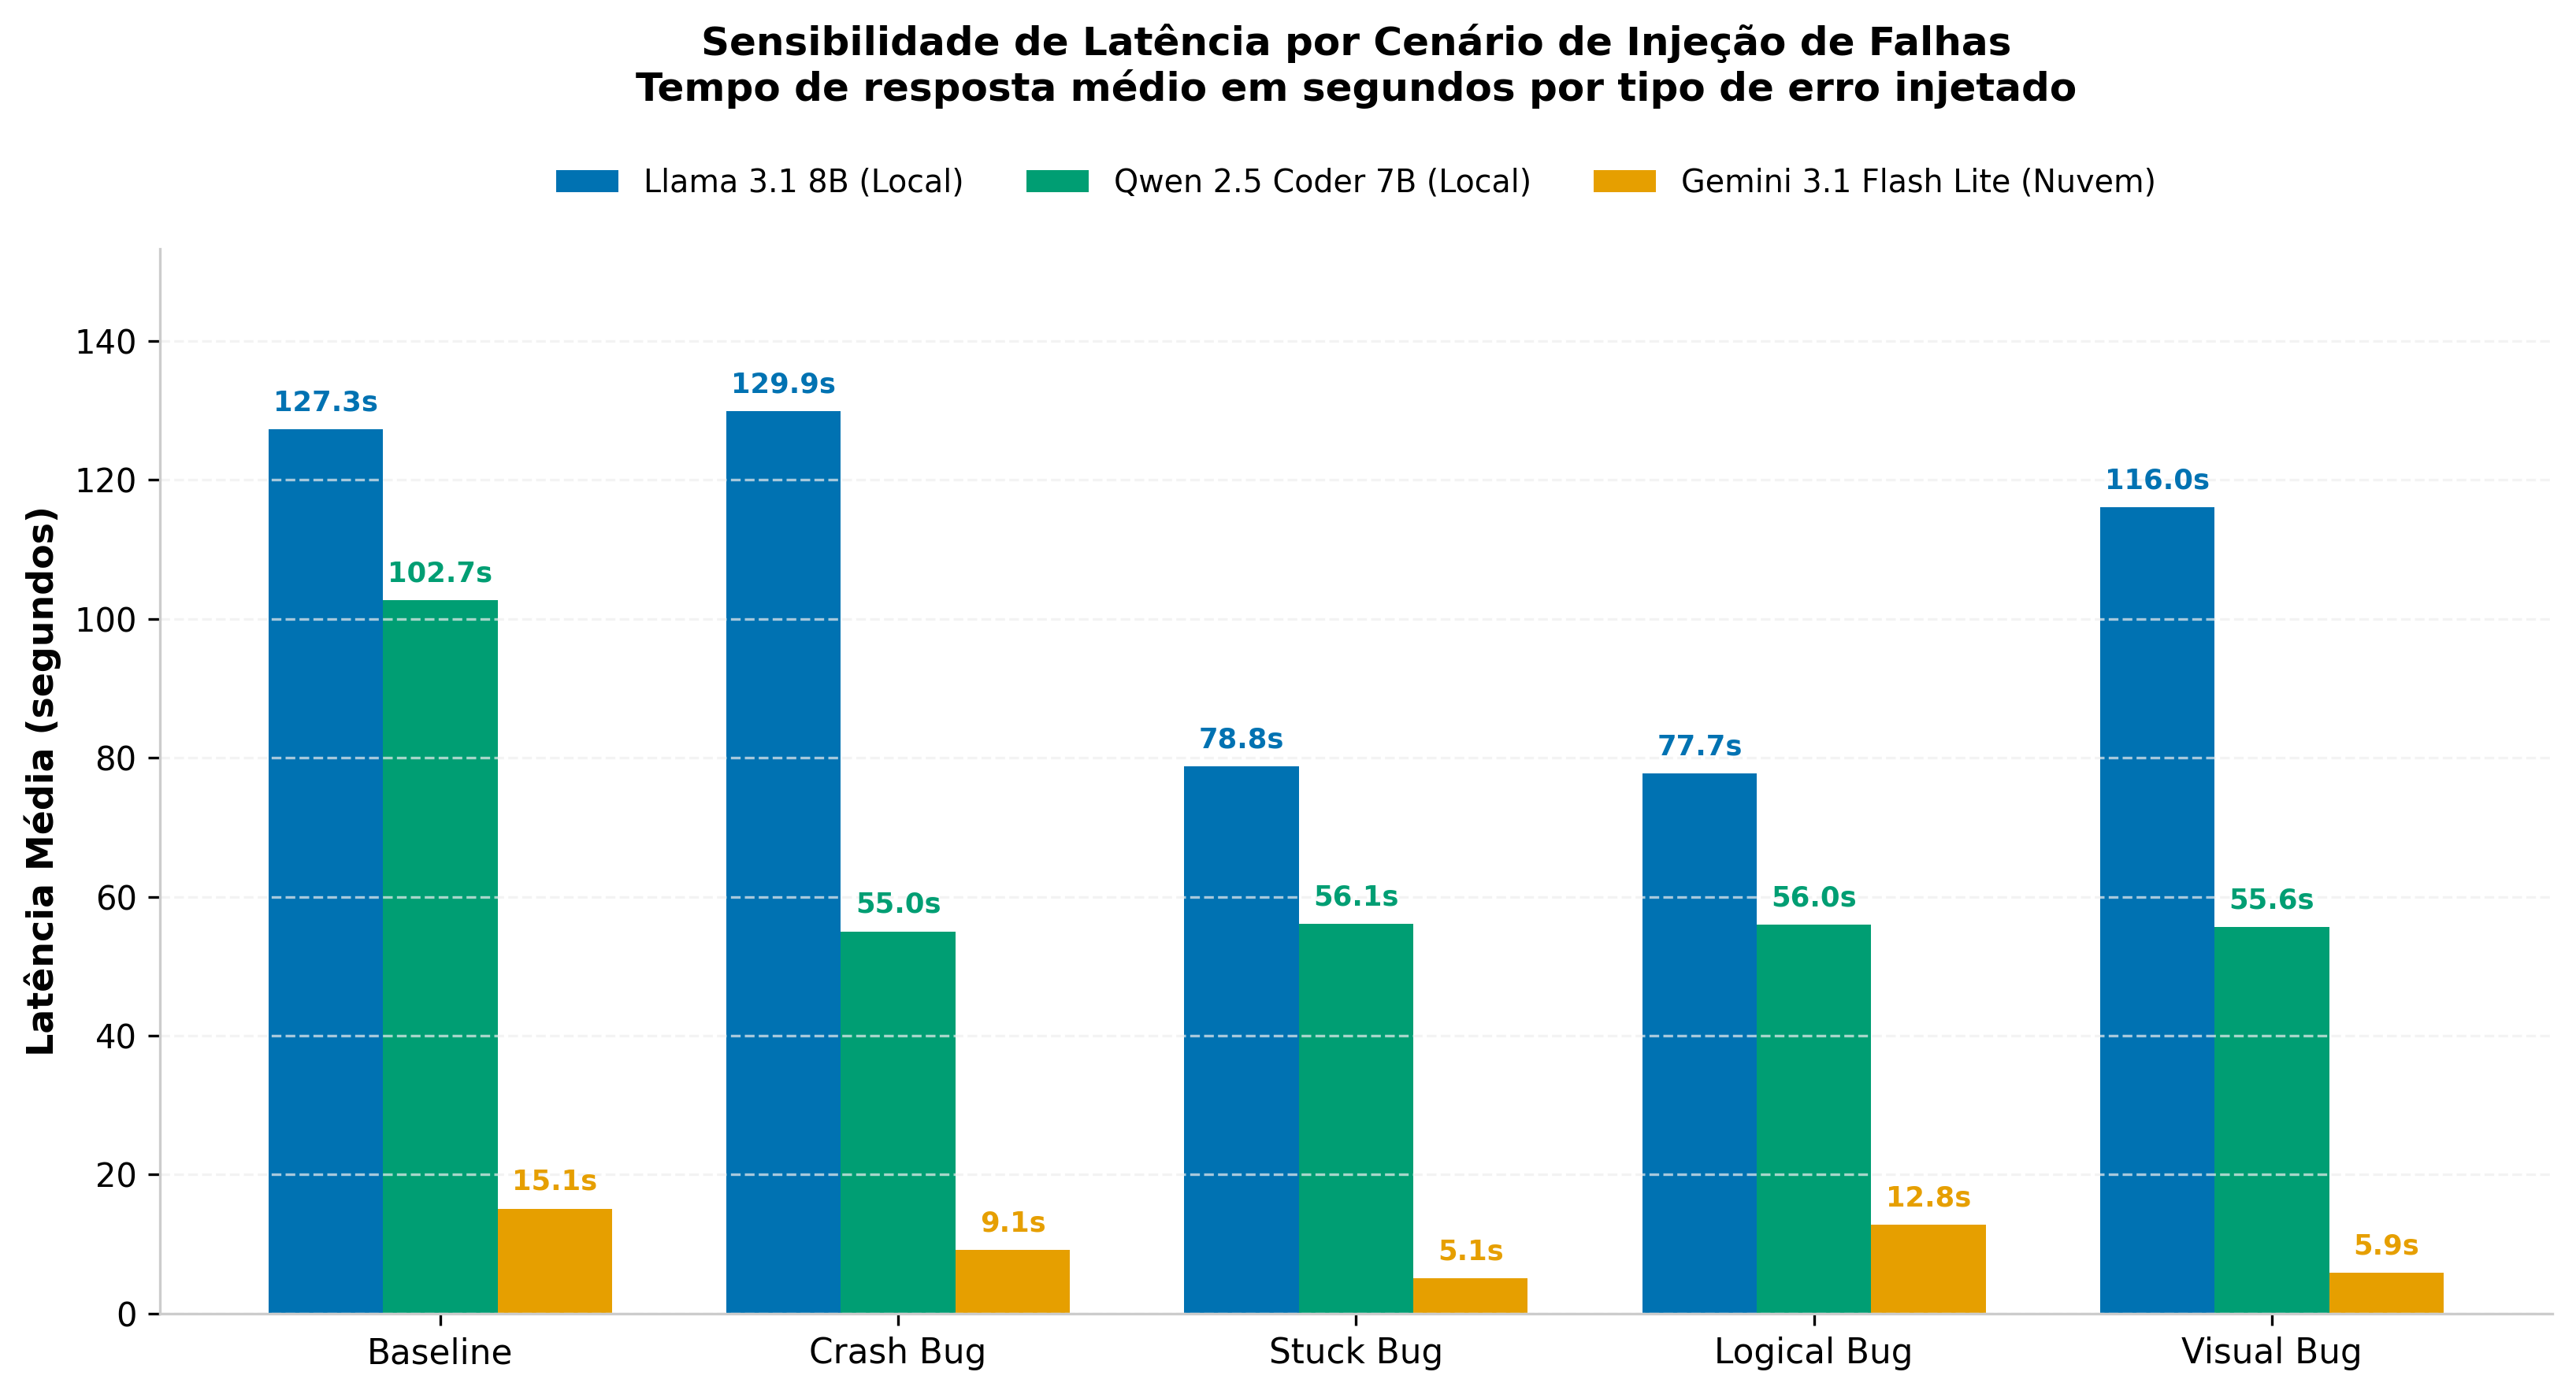 Sensibilidade de Latência por Cenário de Injeção de Falhas
Tempo de resposta médio em segundos por tipo de erro injetado
Llama 3.1 8B (Local)
Qwen 2.5 Coder 7B (Local)
Gemini 3.1 Flash Lite (Nuvem)
Latência Média (segundos)
140
120
100
80
60
40
20
0
127.3s
102.7s
15.1s
129.9s
55.0s
9.1s
78.8s
56.1s
5.1s
77.7s
56.0s
12.8s
116.0s
55.6s
5.9s
Baseline
Crash Bug
Stuck Bug
Logical Bug
Visual Bug